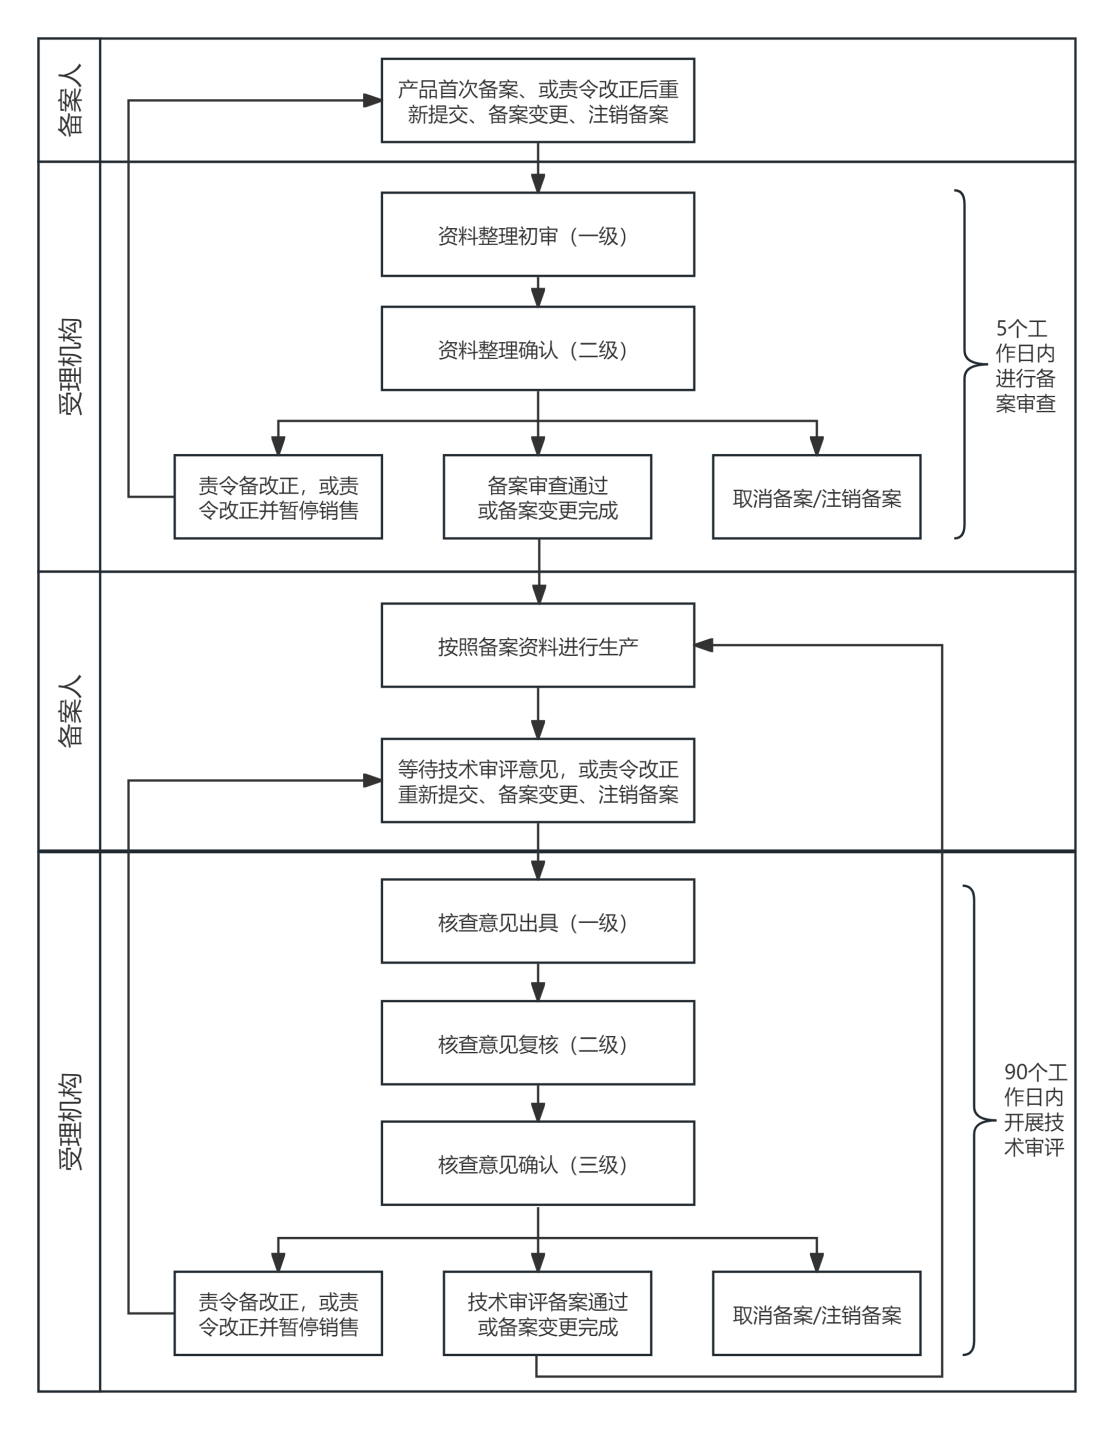 备案人
产品首次备案、或责令改正后重
新提交、备案变更、注销备案
受理机构
资料整理初审（一级）
资料整理确认（二级）
5个工
作日内
进行备
案审查
责令备改正，或责
令改正并暂停销售
备案审查通过
或备案变更完成
取消备案/注销备案
备案人
按照备案资料进行生产
等待技术审评意见，或责令改正
重新提交、备案变更、注销备案
受理机构
核查意见出具（一级）
核查意见复核（二级）
核查意见确认（三级）
90个工
作日内
开展技
术审评
责令备改正，或责
令改正并暂停销售
技术审评备案通过
或备案变更完成
取消备案/注销备案